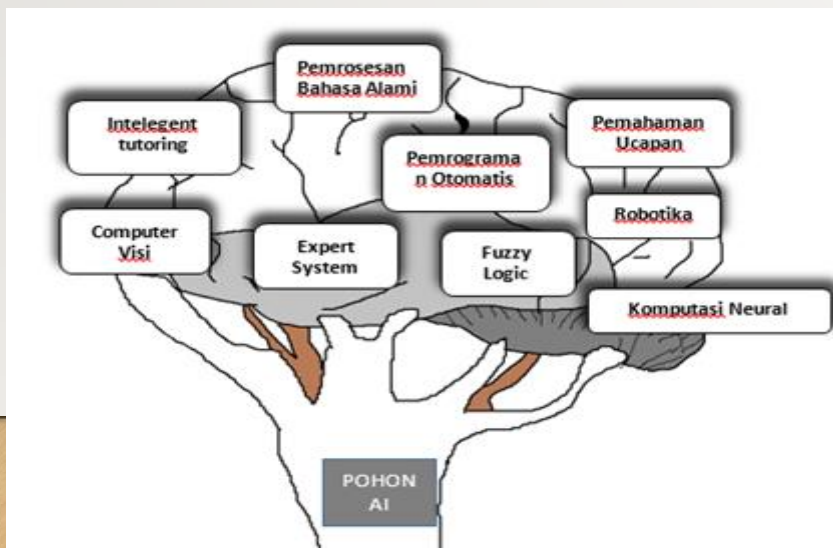 Pemrosesan
Bahasa Alami
Intelegent
tutoring
Pemahaman
Ucapan
Pemrograma
n Otomatis
Computer
Visi
Expert
System
Fuzzy
Logic
Robotika
Komputasi Neural
POHON
AI